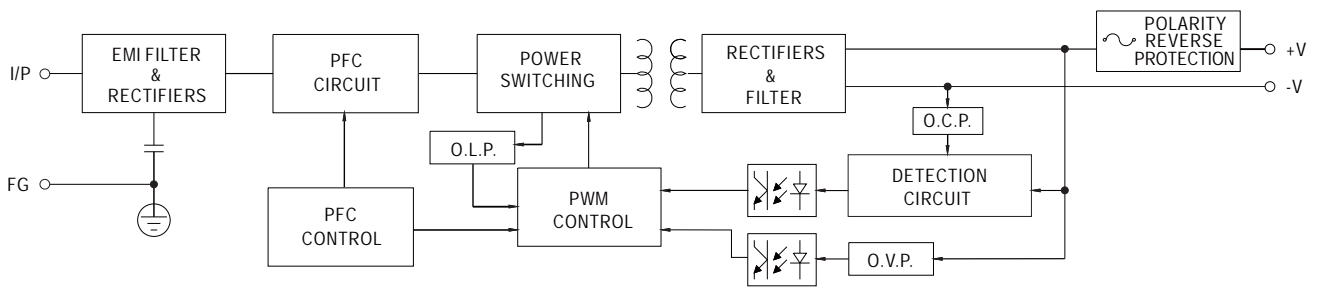 POLARITY
REVERSE
PROTECTION
+V
-V
I/P
EMI FILTER
&
RECTIFIERS
PFC
CIRCUIT
POWER
SWITCHING
RECTIFIERS
&
FILTER
O.C.P.
O.L.P.
DETECTION
CIRCUIT
FG
PFC
CONTROL
PWM
CONTROL
O.V.P.